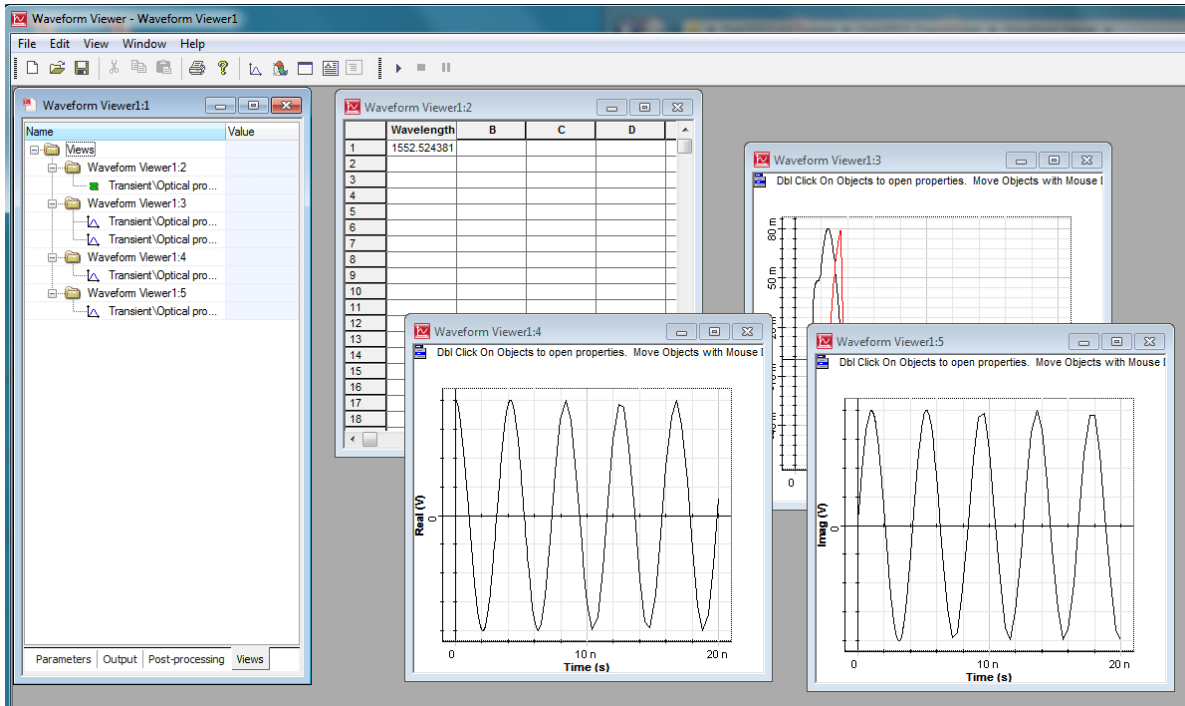 Waveform Viewer - Waveform Viewer1
File Edit View Window Help
Waveform Viewer1:1
Name Value
Views
Waveform Viewer1:2
Transient\Optical pro...
Waveform Viewer1:3
Transient\Optical pro...
Transient\Optical pro...
Waveform Viewer1:4
Transient\Optical pro...
Waveform Viewer1:5
Transient\Optical pro...
Parameters Output Post-processing Views
Waveform Viewer1:2
Wavelength B C D
1 1552.524381
2
3
4
5
6
7
8
9
10
11
12
13
14
15
16
17
18
Waveform Viewer1:3
Dbl Click On Objects to open properties. Move Objects with Mouse
80 m
50 m
0
Waveform Viewer1:4
Dbl Click On Objects to open properties. Move Objects with Mouse
Real (V)
0
0 10 n 20 n
Time (s)
Waveform Viewer1:5
Dbl Click On Objects to open properties. Move Objects with Mouse
Imag (V)
0
0 10 n 20 n
Time (s)